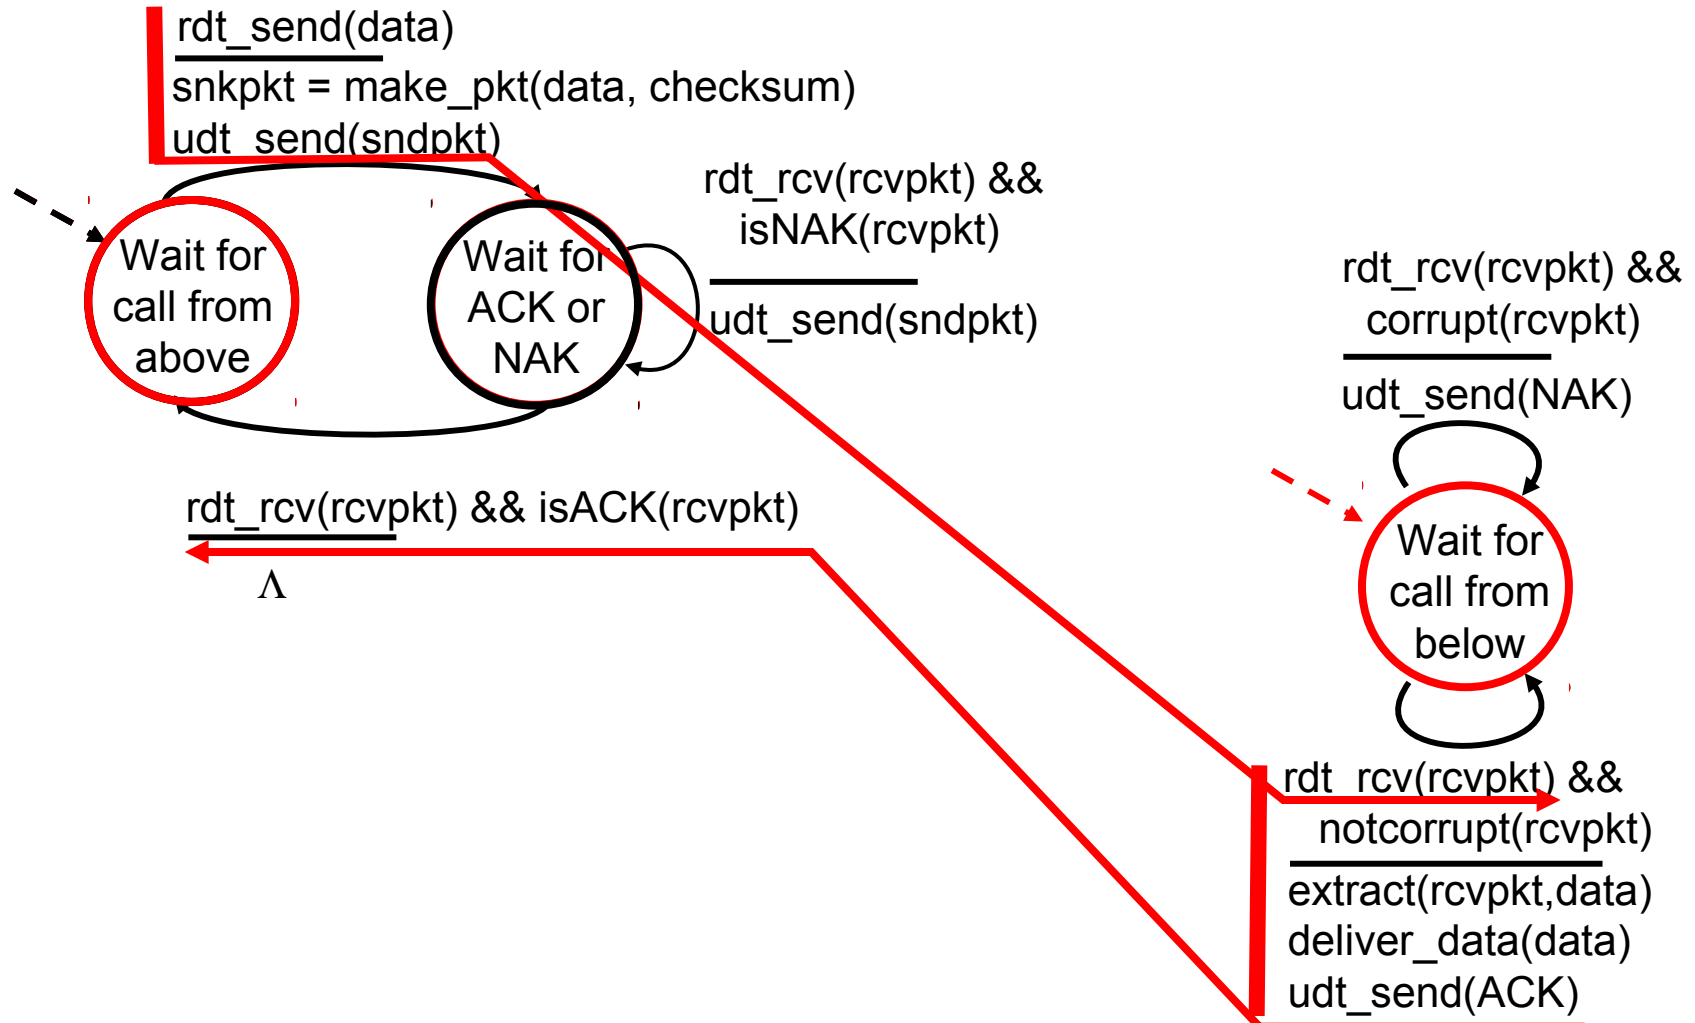 rdt_send(data)
snkpkt = make_pkt(data, checksum)
udt_send(sndpkt)
Wait for
call from
above
Wait for
ACK or
NAK
rdt_rcv(rcvpkt) &&
isNAK(rcvpkt)
udt_send(sndpkt)
rdt_rcv(rcvpkt) && isACK(rcvpkt)
Λ
rdt_rcv(rcvpkt) &&
corrupt(rcvpkt)
udt_send(NAK)
Wait for
call from
below
rdt_rcv(rcvpkt) &&
notcorrupt(rcvpkt)
extract(rcvpkt,data)
deliver_data(data)
udt_send(ACK)